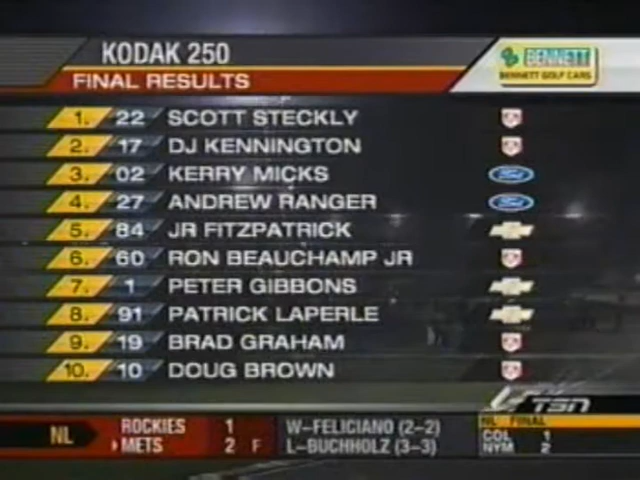 KODAK 250
BENNETT
BENNETT GOLF CARS
FINAL RESULTS
1. 22 SCOTT STECKLY
2. 17 DJ KENNINGTON
3. 02 KERRY MICKS Ford
4. 27 ANDREW RANGER Ford
5. 84 JR FITZPATRICK
6. 60 RON BEAUCHAMP JR
7. 1 PETER GIBBONS
8. 91 PATRICK LAPERLE
9. 19 BRAD GRAHAM
10. 10 DOUG BROWN
TSN
NL ROCKIES 1 W-FELICIANO (2-2)
METS 2 F L-BUCHHOLZ (3-3)
NL FINAL
COL 1
NYM 2